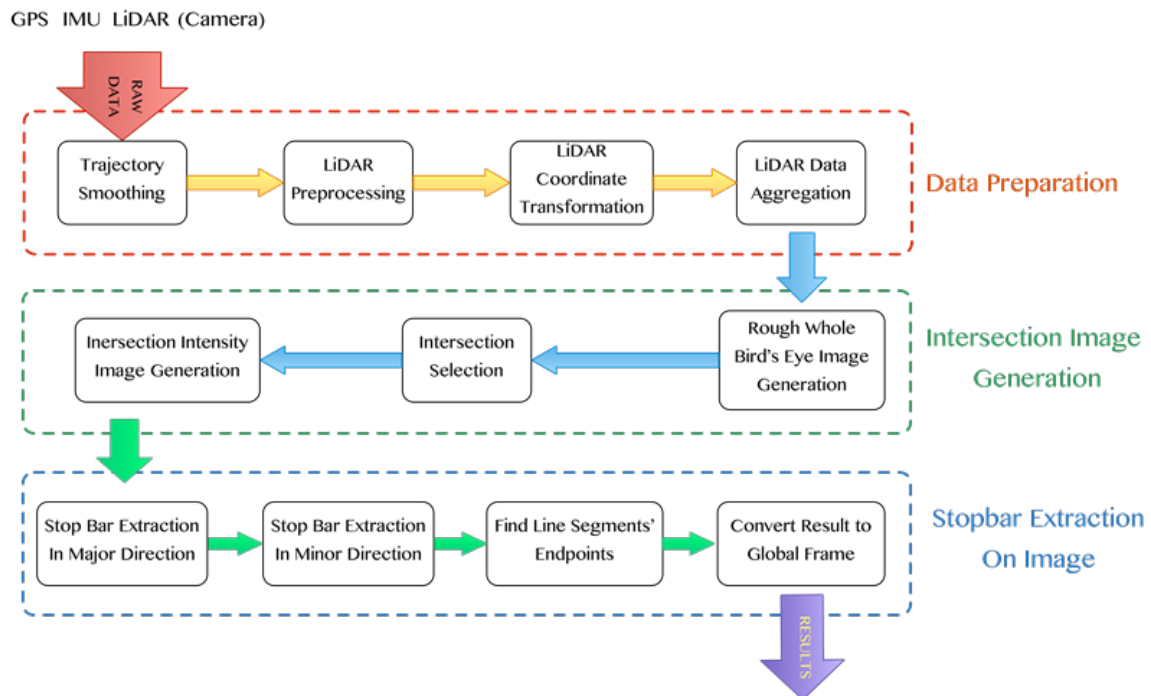 GPS IMU LiDAR (Camera)
RAW
DATA
Trajectory
Smoothing
LiDAR
Preprocessing
LiDAR
Coordinate
Transformation
LiDAR Data
Aggregation
Data Preparation
Inersection Intensity
Image Generation
Intersection
Selection
Rough Whole
Bird's Eye Image
Generation
Intersection Image
Generation
Stop Bar Extraction
In Major Direction
Stop Bar Extraction
In Minor Direction
Find Line Segments'
Endpoints
Convert Result to
Global Frame
Stopbar Extraction
On Image
RESULTS